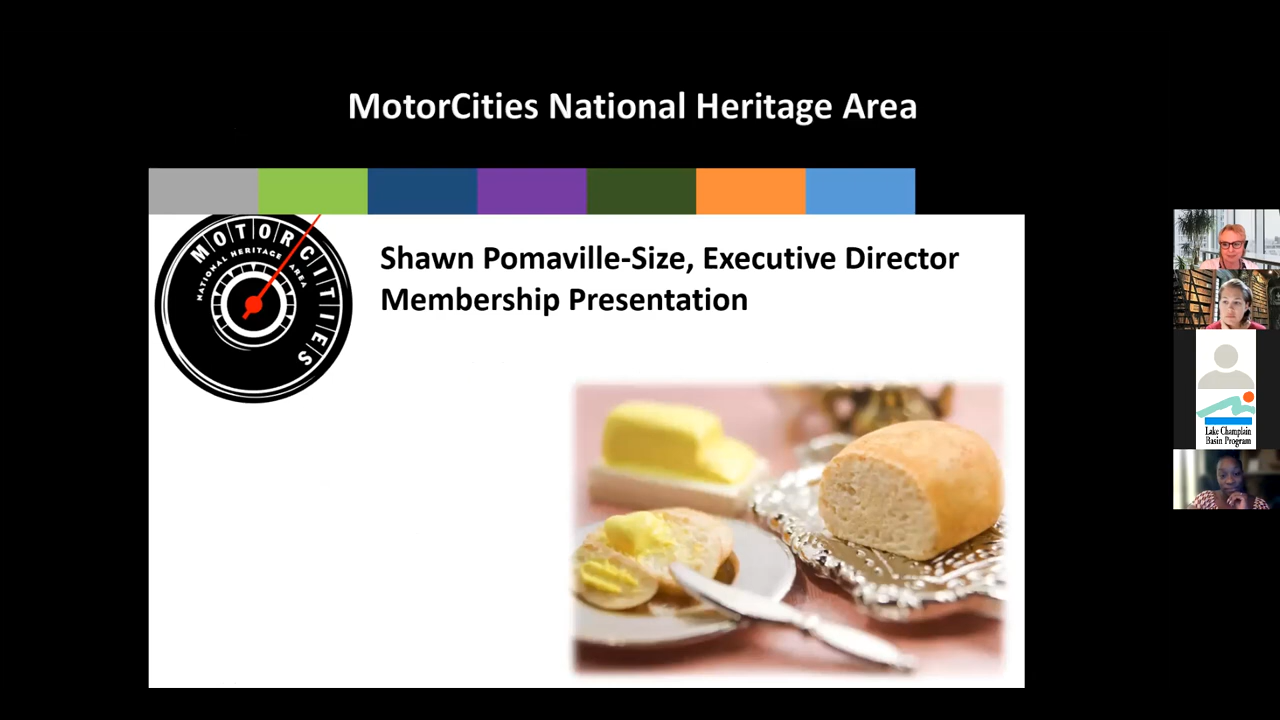 MotorCities National Heritage Area
MOTORCITIES
NATIONAL HERITAGE AREA
Shawn Pomaville-Size, Executive Director
Membership Presentation
Lake Champlain
Basin Program